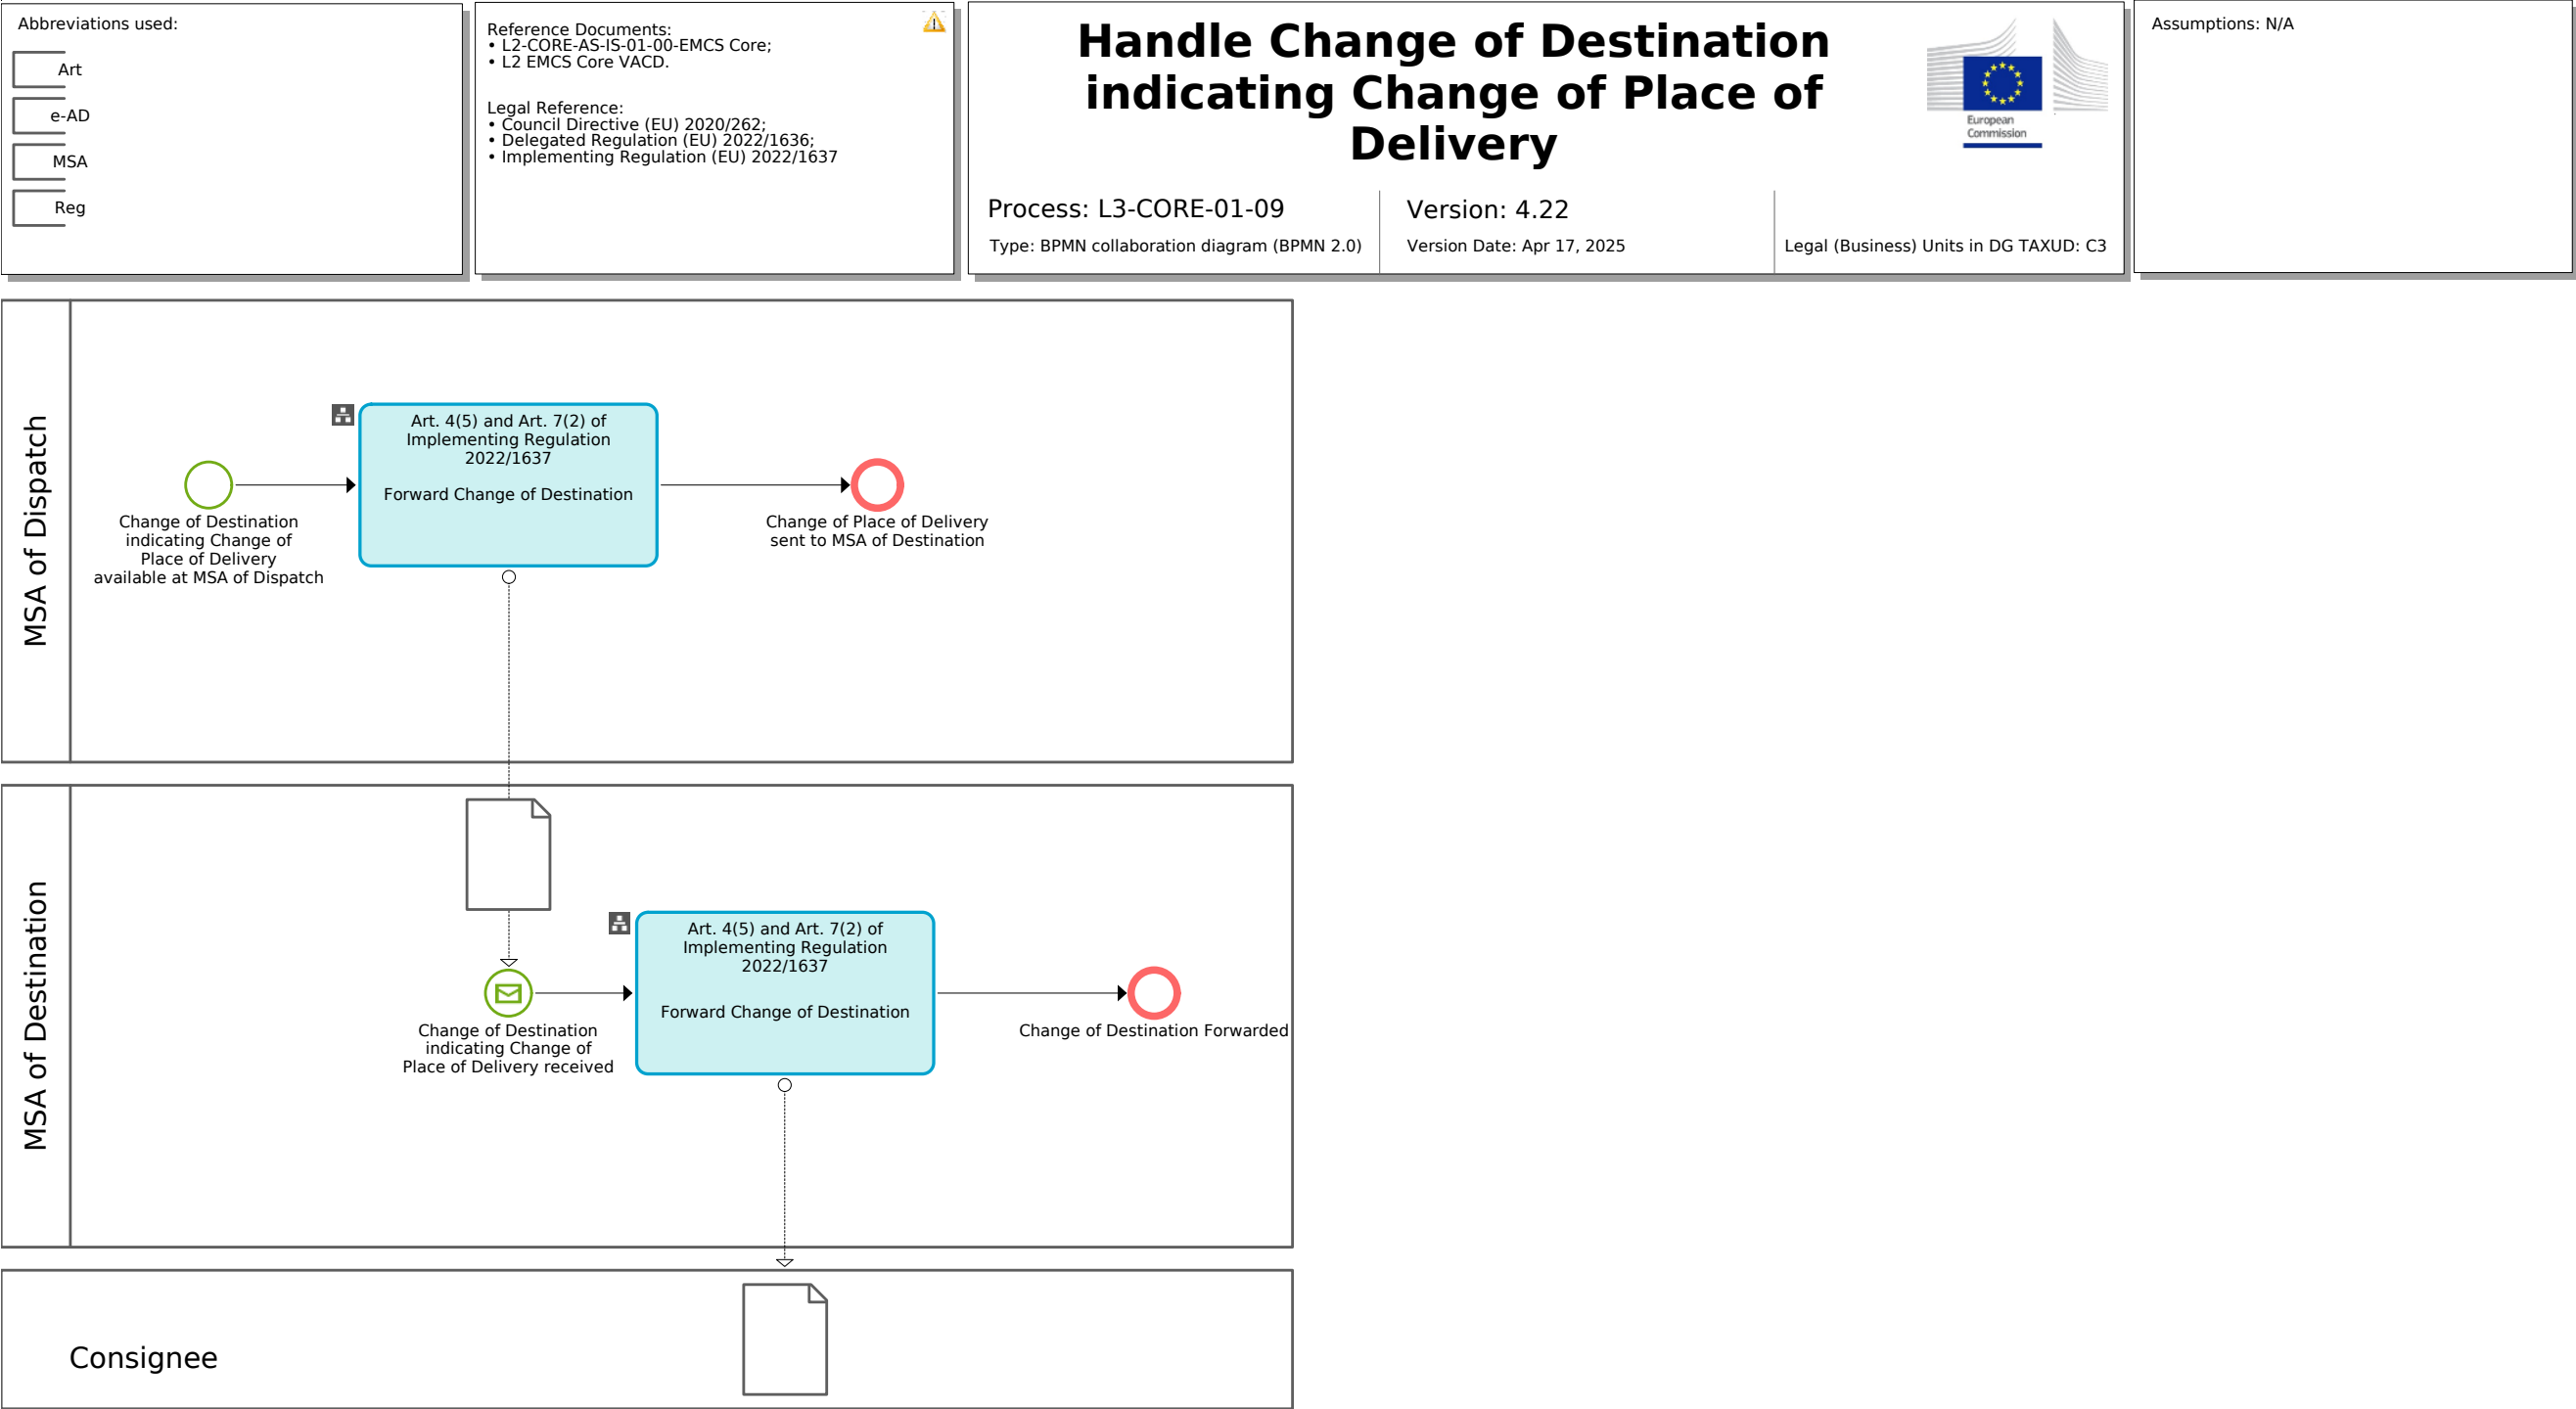 Abbreviations used:
Art
e-AD
MSA
Reg
Reference Documents:
• L2-CORE-AS-IS-01-00-EMCS Core;
• L2 EMCS Core VACD.
Legal Reference:
• Council Directive (EU) 2020/262;
• Delegated Regulation (EU) 2022/1636;
• Implementing Regulation (EU) 2022/1637
Handle Change of Destination
indicating Change of Place of
Delivery
European
Commission
Process: L3-CORE-01-09
Type: BPMN collaboration diagram (BPMN 2.0)
Version: 4.22
Version Date: Apr 17, 2025
Legal (Business) Units in DG TAXUD: C3
Assumptions: N/A
MSA of Dispatch
Change of Destination
indicating Change of
Place of Delivery
available at MSA of Dispatch
Art. 4(5) and Art. 7(2) of
Implementing Regulation
2022/1637
Forward Change of Destination
Change of Place of Delivery
sent to MSA of Destination
MSA of Destination
Change of Destination
indicating Change of
Place of Delivery received
Art. 4(5) and Art. 7(2) of
Implementing Regulation
2022/1637
Forward Change of Destination
Change of Destination Forwarded
Consignee